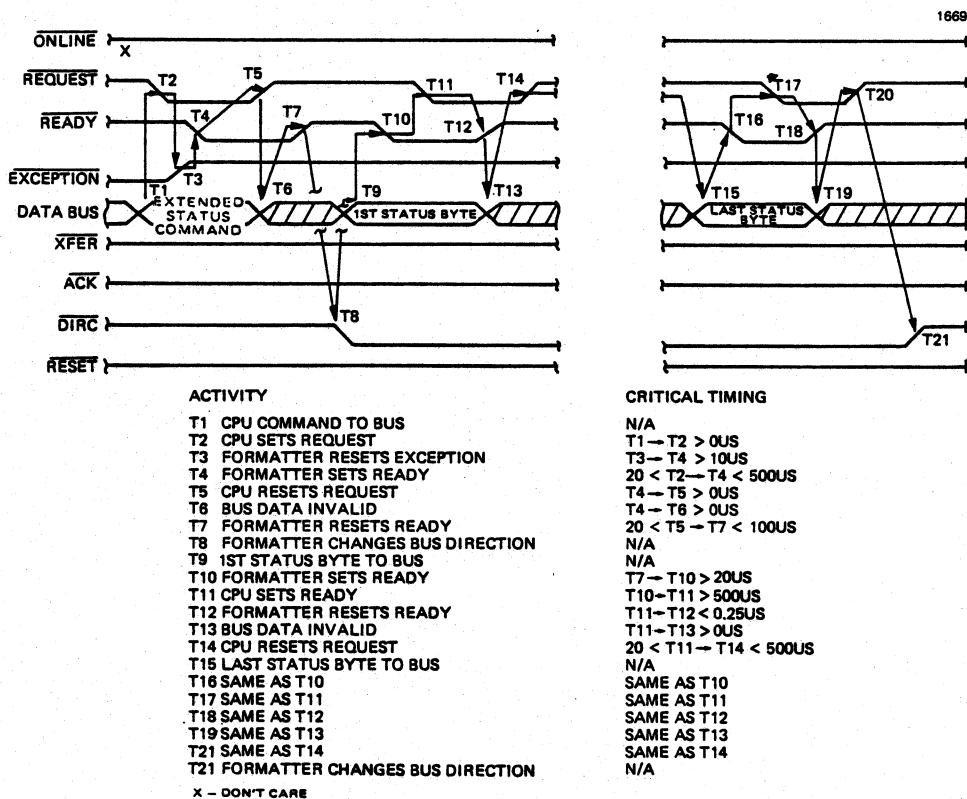 1669
ONLINE
X
REQUEST
T2
T5
T11
T14
T17
T20
READY
T4
T7
T10
T12
T16
T18
EXCEPTION
T1
T3
T6
T9
T13
T15
T19
DATA BUS
EXTENDED
STATUS
COMMAND
1ST STATUS BYTE
LAST STATUS
BYTE
XFER
ACK
DIRC
T8
T21
RESET
ACTIVITY CRITICAL TIMING
T1 CPU COMMAND TO BUS N/A
T2 CPU SETS REQUEST T1→T2 > 0US
T3 FORMATTER RESETS EXCEPTION T3→T4 > 10US
T4 FORMATTER SETS READY 20 < T2→T4 < 500US
T5 CPU RESETS REQUEST T4→T5 > 0US
T6 BUS DATA INVALID T4→T6 > 0US
T7 FORMATTER RESETS READY 20 < T5→T7 < 100US
T8 FORMATTER CHANGES BUS DIRECTION N/A
T9 1ST STATUS BYTE TO BUS N/A
T10 FORMATTER SETS READY T7→T10 > 20US
T11 CPU SETS READY T10→T11 > 500US
T12 FORMATTER RESETS READY T11→T12 < 0.25US
T13 BUS DATA INVALID T11→T13 > 0US
T14 CPU RESETS REQUEST 20 < T11→T14 < 500US
T15 LAST STATUS BYTE TO BUS N/A
T16 SAME AS T10 SAME AS T10
T17 SAME AS T11 SAME AS T11
T18 SAME AS T12 SAME AS T12
T19 SAME AS T13 SAME AS T13
T21 SAME AS T14 SAME AS T14
T21 FORMATTER CHANGES BUS DIRECTION N/A
X – DON'T CARE